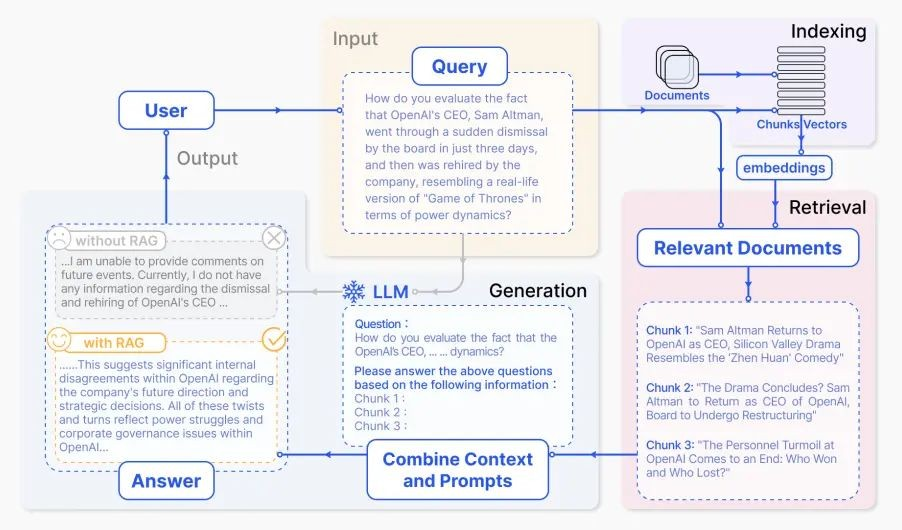 Input
Query
How do you evaluate the fact
that OpenAI's CEO, Sam Altman,
went through a sudden dismissal
by the board in just three days,
and then was rehired by the
company, resembling a real-life
version of "Game of Thrones" in
terms of power dynamics?
Indexing
Documents
Chunks Vectors
embeddings
User
Output
Retrieval
Relevant Documents
Chunk 1: "Sam Altman Returns to
OpenAI as CEO, Silicon Valley Drama
Resembles the 'Zhen Huan' Comedy"
Chunk 2: "The Drama Concludes? Sam
Altman to Return as CEO of OpenAI,
Board to Undergo Restructuring"
Chunk 3: "The Personnel Turmoil at
OpenAI Comes to an End: Who Won
and Who Lost?"
Generation
LLM
Question :
How do you evaluate the fact that the
OpenAI's CEO, ... ... dynamics?
Please answer the above questions
based on the following information :
Chunk 1 :
Chunk 2 :
Chunk 3 :
Combine Context
and Prompts
without RAG
...I am unable to provide comments on
future events. Currently, I do not have
any information regarding the dismissal
and rehiring of OpenAI's CEO ...
with RAG
......This suggests significant internal
disagreements within OpenAI regarding
the company's future direction and
strategic decisions. All of these twists
and turns reflect power struggles and
corporate governance issues within
OpenAI...
Answer